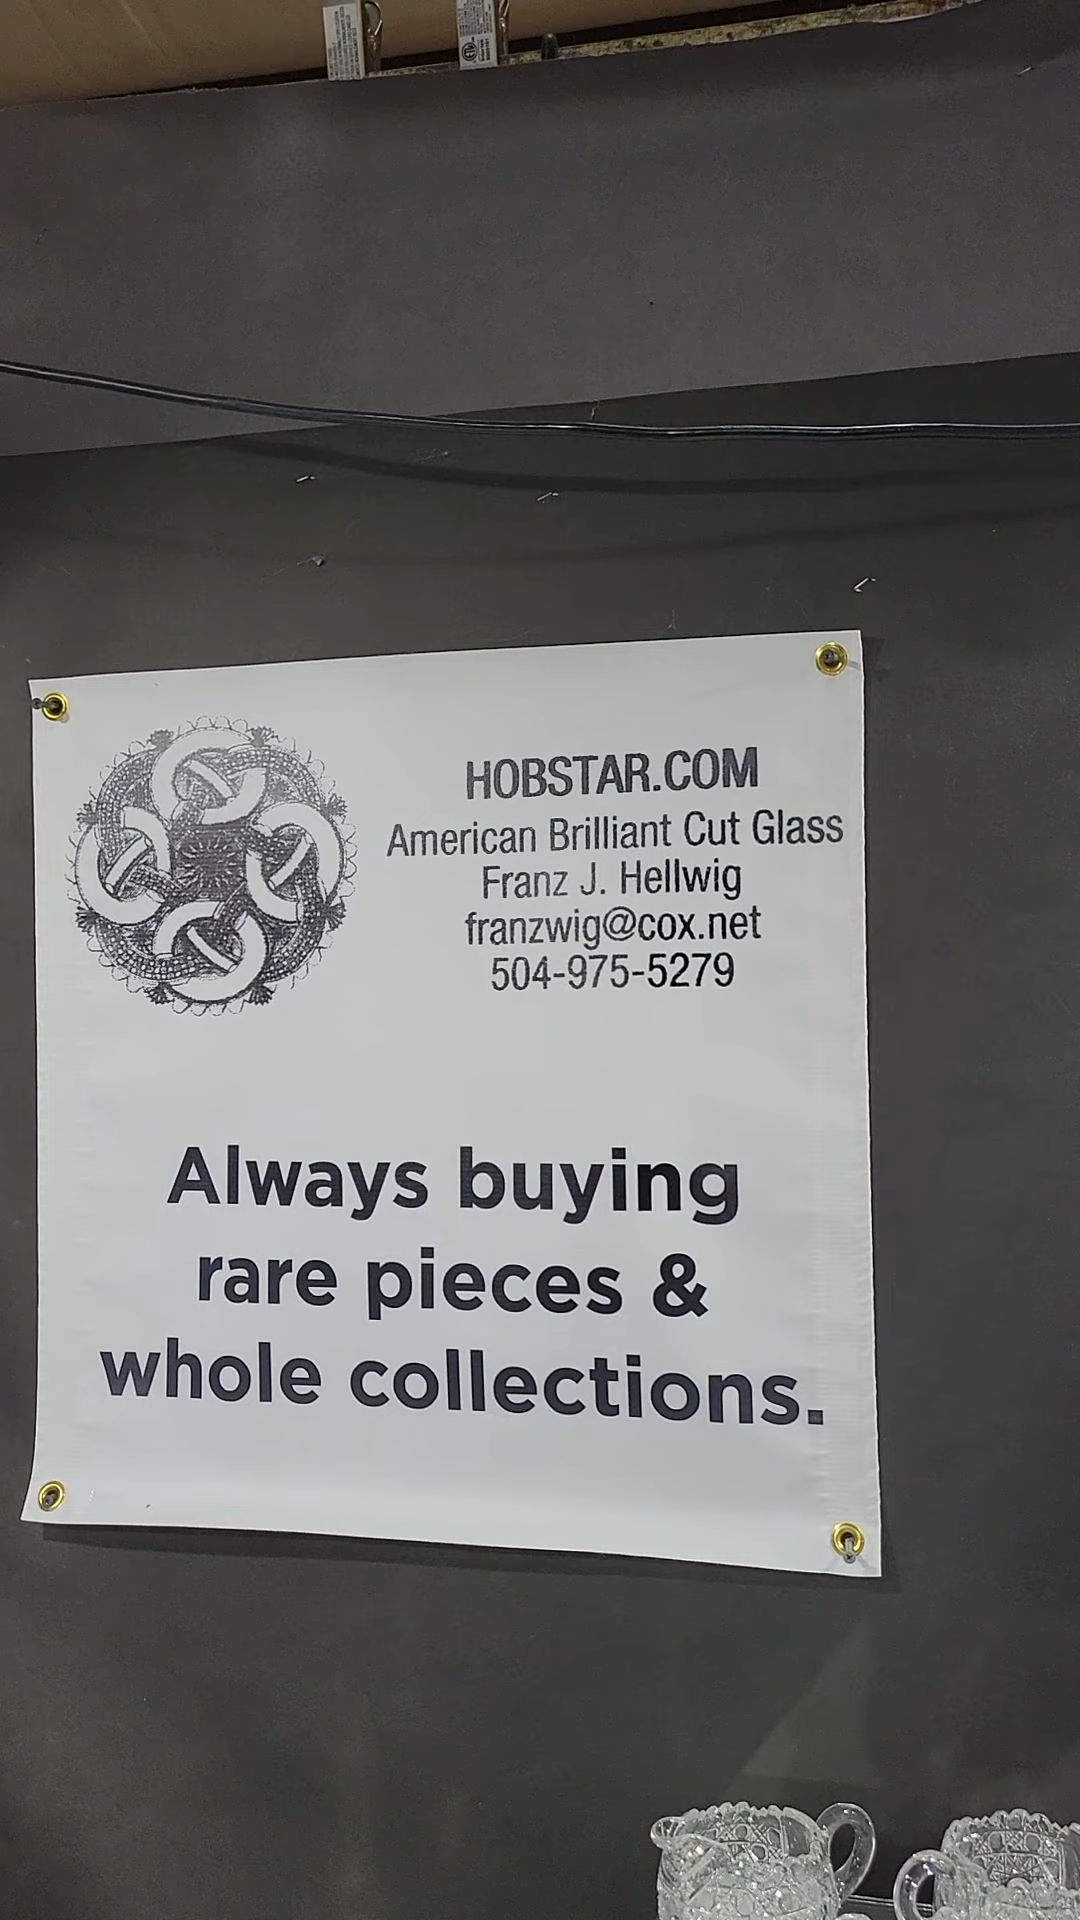 HOBSTAR.COM
American Brilliant Cut Glass
Franz J. Hellwig
franzwig@cox.net
504-975-5279
Always buying
rare pieces &
whole collections.